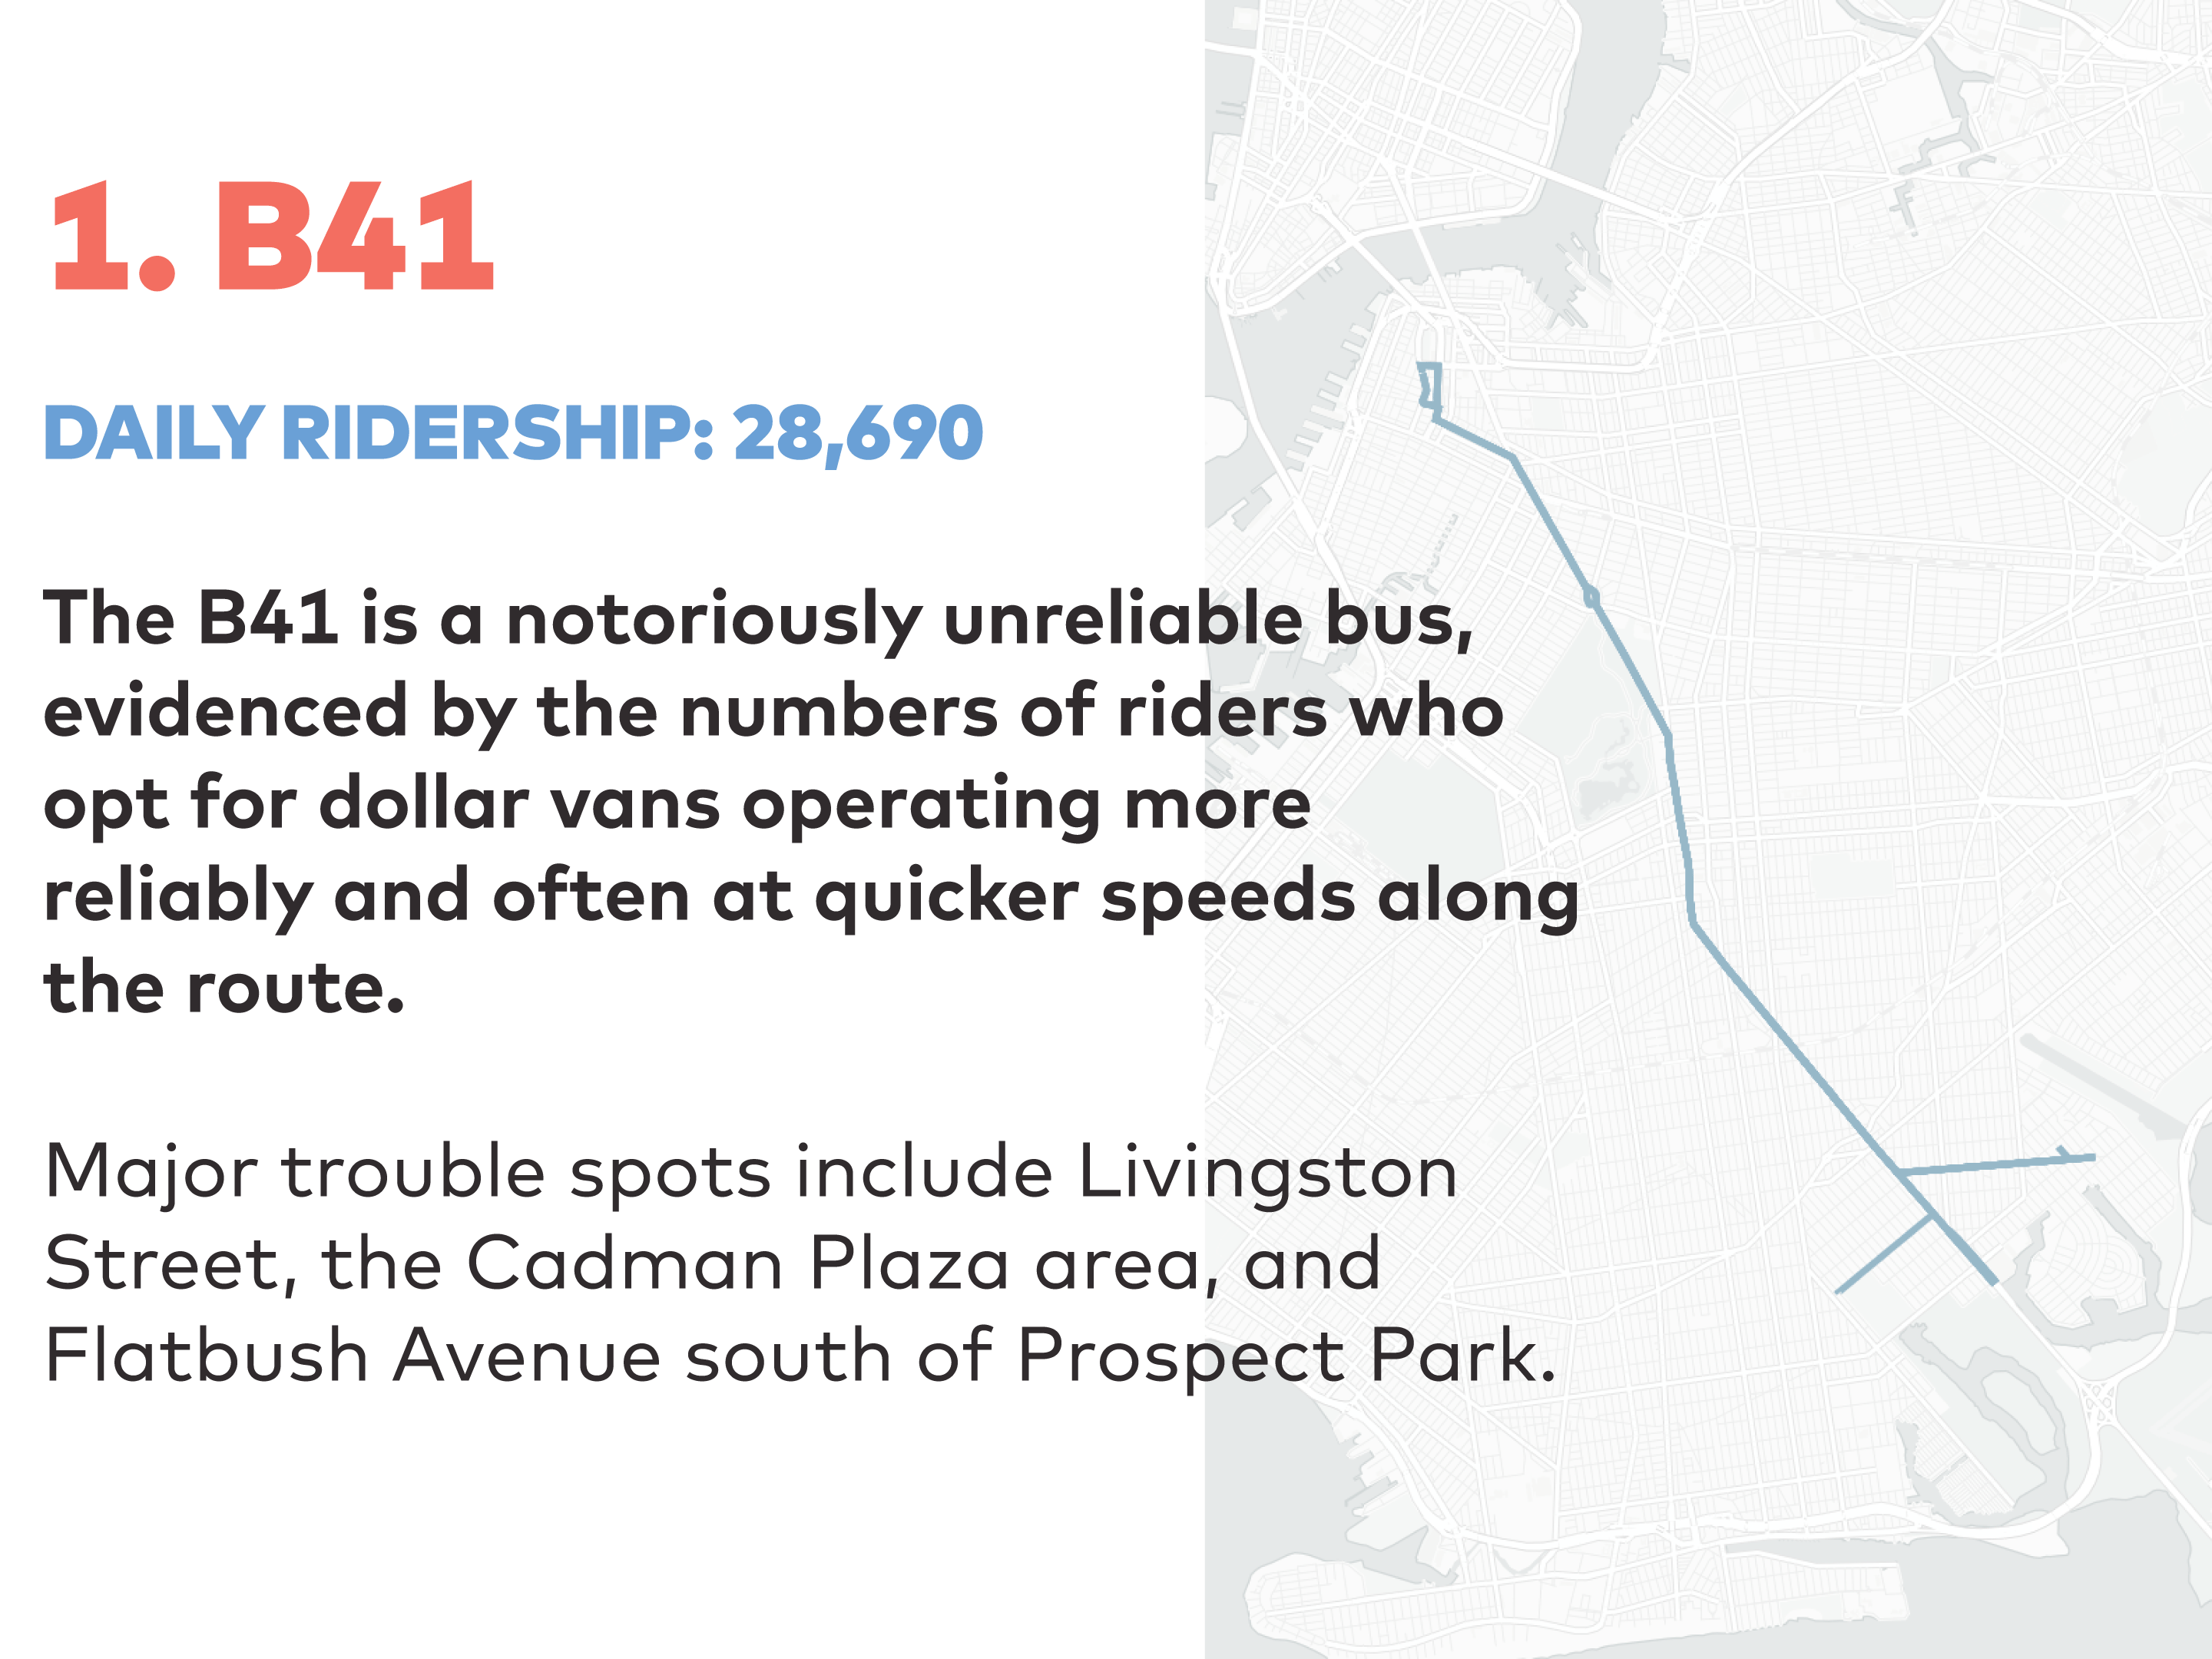 1. B41
DAILY RIDERSHIP: 28,690
The B41 is a notoriously unreliable bus,
evidenced by the numbers of riders who
opt for dollar vans operating more
reliably and often at quicker speeds along
the route.
Major trouble spots include Livingston
Street, the Cadman Plaza area, and
Flatbush Avenue south of Prospect Park.